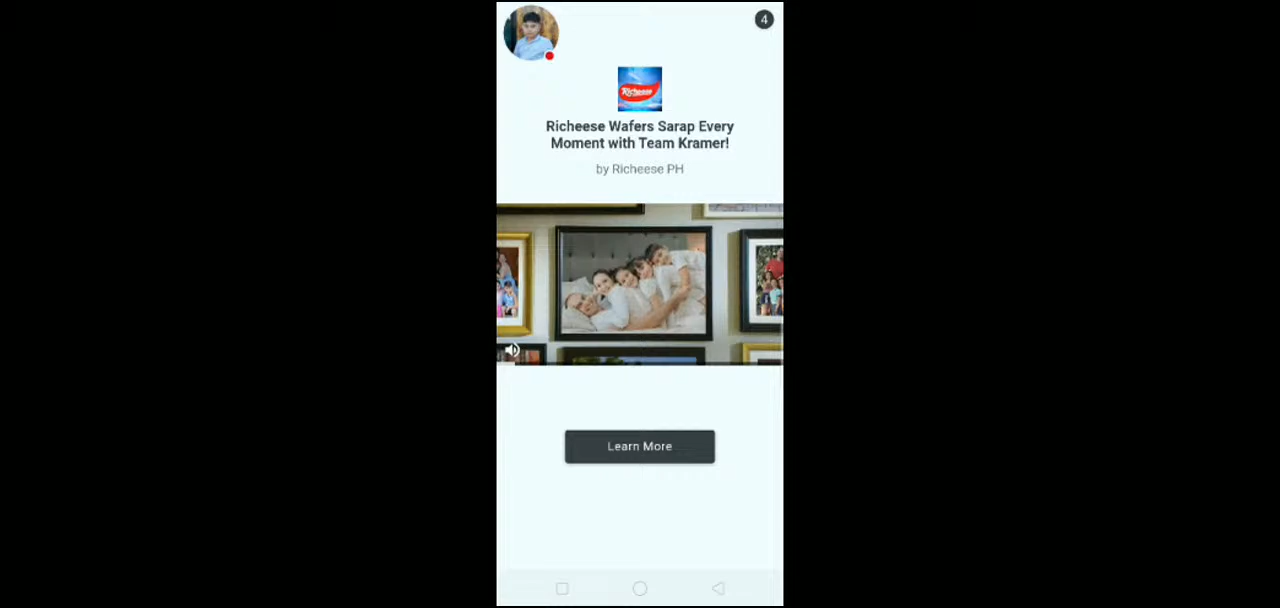 4
Richeese
Richeese Wafers Sarap Every
Moment with Team Kramer!
by Richeese PH
Learn More